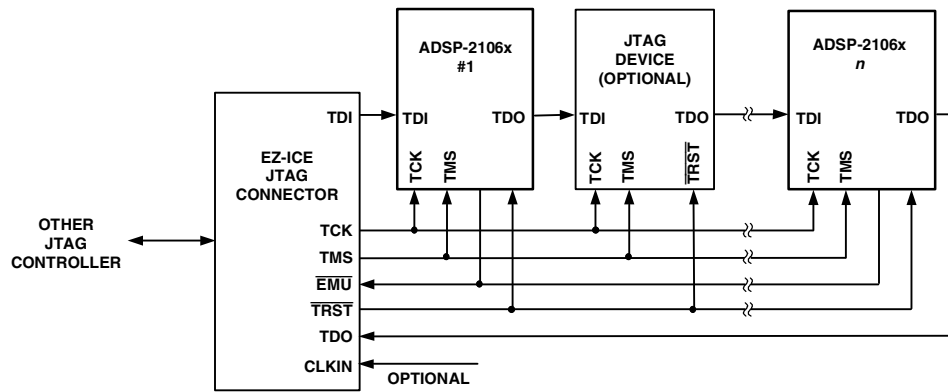 ADSP-2106x
#1
TDI
TDO
TCK
TMS
JTAG
DEVICE
(OPTIONAL)
TDI
TDO
TCK
TMS
TRST
ADSP-2106x
n
TDI
TDO
TCK
TMS
TDI
EZ-ICE
JTAG
CONNECTOR
TCK
TMS
EMU
TRST
TDO
CLKIN
OTHER
JTAG
CONTROLLER
OPTIONAL